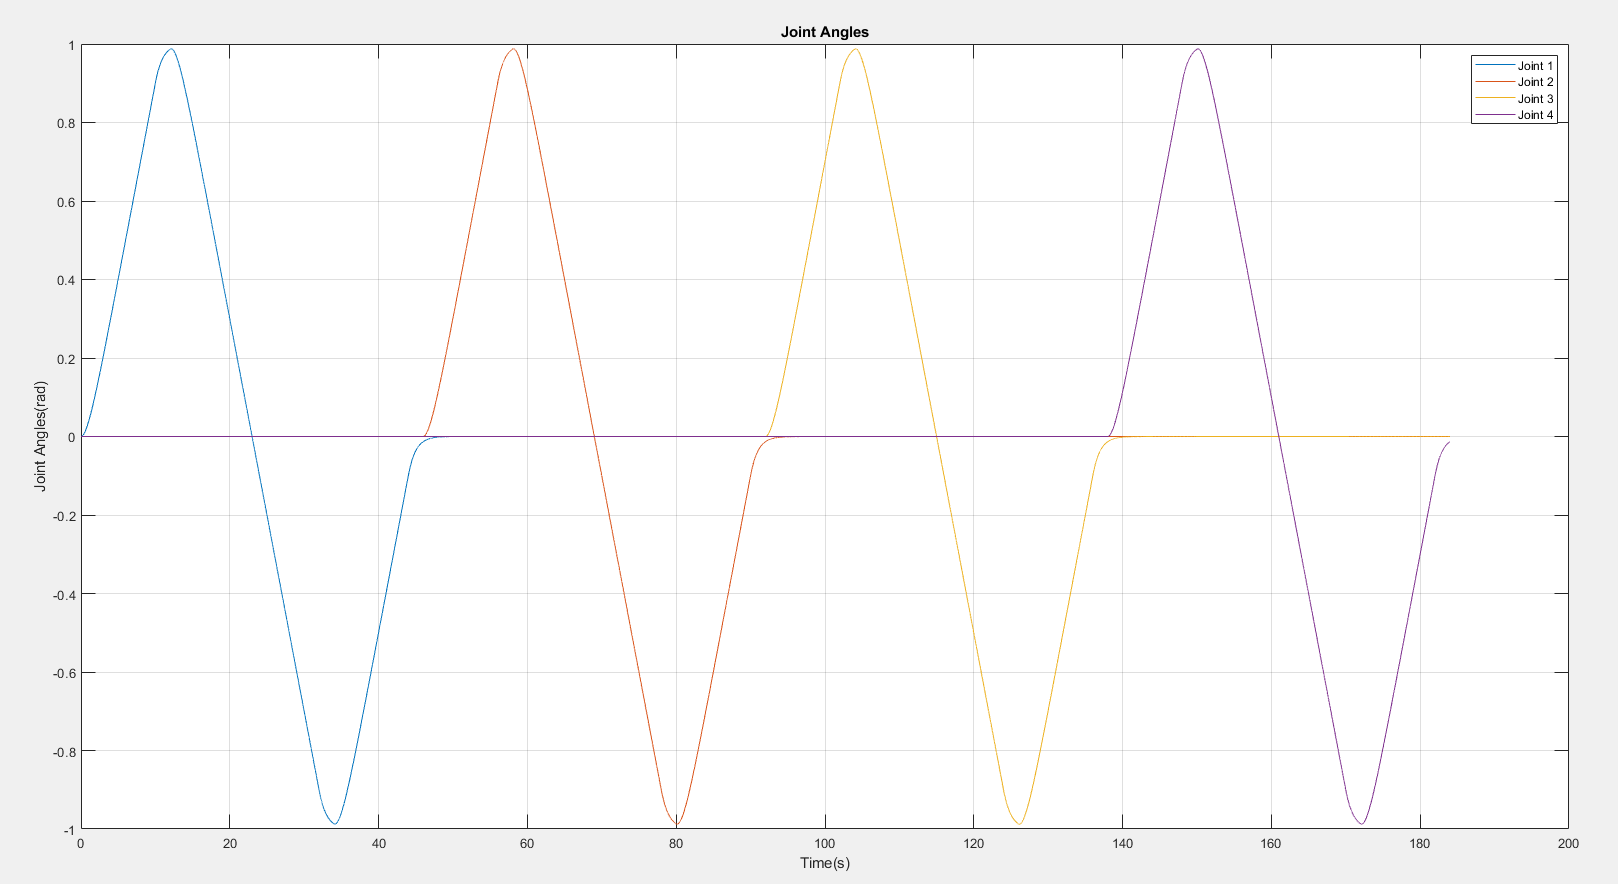 Joint Angles
Joint 1
Joint 2
Joint 3
Joint 4
1
0.8
0.6
0.4
0.2
0
-0.2
-0.4
-0.6
-0.8
-1
Joint Angles(rad)
0 20 40 60 80 100 120 140 160 180 200
Time(s)